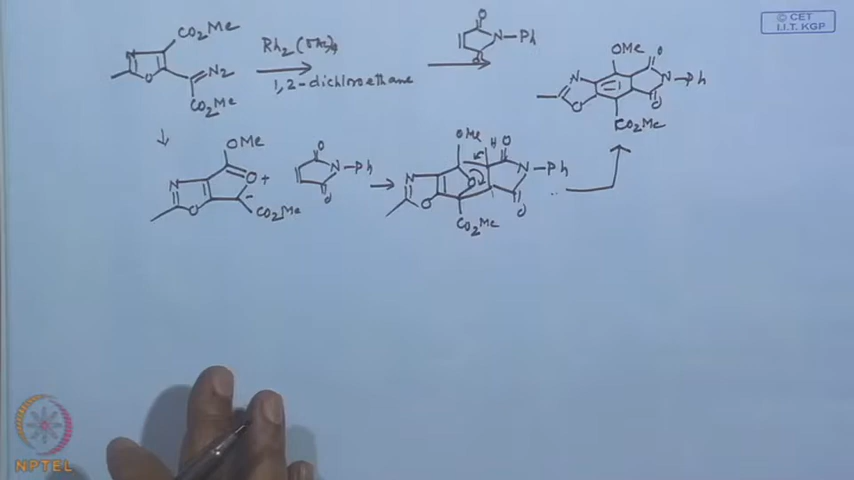 © CET
I.I.T. KGP
CO2Me
N
O
N2
CO2Me
Rh2(OAc)4
1,2-dichloroethane
O
N-Ph
O
OMe
N
O
O
N-Ph
O
CO2Me
OMe
N
O
O +
-
CO2Me
O
N-Ph
O
OMe
H
N
O
O
O
N-Ph
O
CO2Me
NPTEL